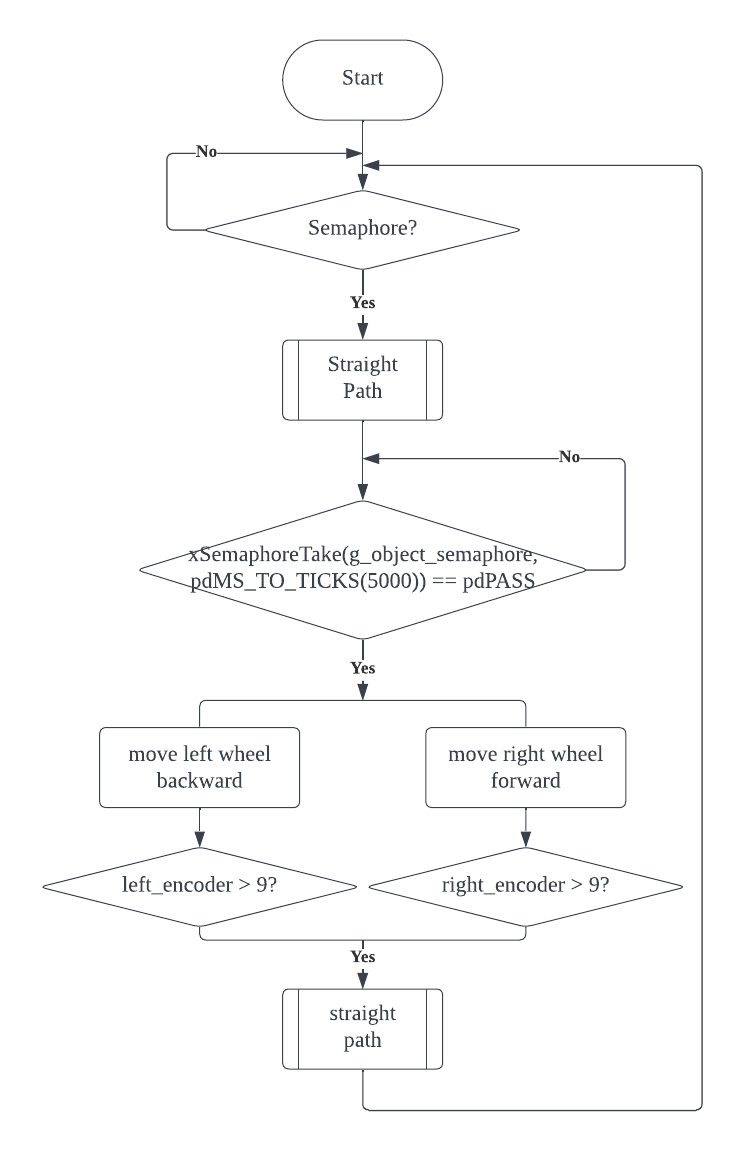 Start
No
Semaphore?
Yes
Straight
Path
No
xSemaphoreTake(g_object_semaphore,
pdMS_TO_TICKS(5000)) == pdPASS
Yes
move left wheel
backward
move right wheel
forward
left_encoder > 9?
right_encoder > 9?
Yes
straight
path